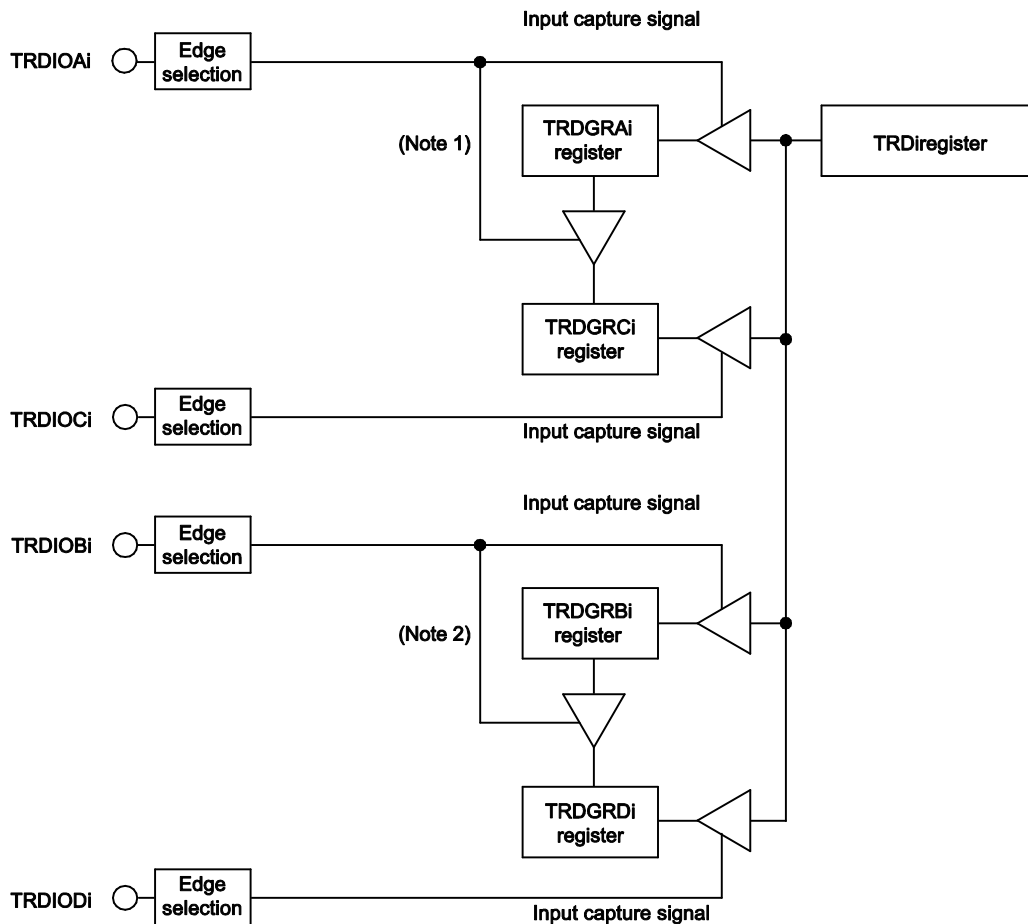 Input capture signal
TRDIOAi
Edge
selection
(Note 1)
TRDGRAi
register
TRDiregister
TRDGRCi
register
TRDIOCi
Edge
selection
Input capture signal
Input capture signal
TRDIOBi
Edge
selection
(Note 2)
TRDGRBi
register
TRDGRDi
register
TRDIODi
Edge
selection
Input capture signal